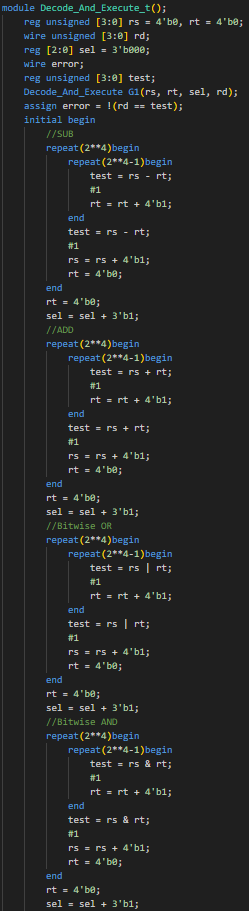 module Decode_And_Execute_t();
reg unsigned [3:0] rs = 4'b0, rt = 4'b0;
wire unsigned [3:0] rd;
reg [2:0] sel = 3'b000;
wire error;
reg unsigned [3:0] test;
Decode_And_Execute G1(rs, rt, sel, rd);
assign error = !(rd == test);
initial begin
//SUB
repeat(2**4)begin
repeat(2**4-1)begin
test = rs - rt;
#1
rt = rt + 4'b1;
end
test = rs - rt;
#1
rs = rs + 4'b1;
rt = 4'b0;
end
rt = 4'b0;
sel = sel + 3'b1;
//ADD
repeat(2**4)begin
repeat(2**4-1)begin
test = rs + rt;
#1
rt = rt + 4'b1;
end
test = rs + rt;
#1
rs = rs + 4'b1;
rt = 4'b0;
end
rt = 4'b0;
sel = sel + 3'b1;
//Bitwise OR
repeat(2**4)begin
repeat(2**4-1)begin
test = rs | rt;
#1
rt = rt + 4'b1;
end
test = rs | rt;
#1
rs = rs + 4'b1;
rt = 4'b0;
end
rt = 4'b0;
sel = sel + 3'b1;
//Bitwise AND
repeat(2**4)begin
repeat(2**4-1)begin
test = rs & rt;
#1
rt = rt + 4'b1;
end
test = rs & rt;
#1
rs = rs + 4'b1;
rt = 4'b0;
end
rt = 4'b0;
sel = sel + 3'b1;